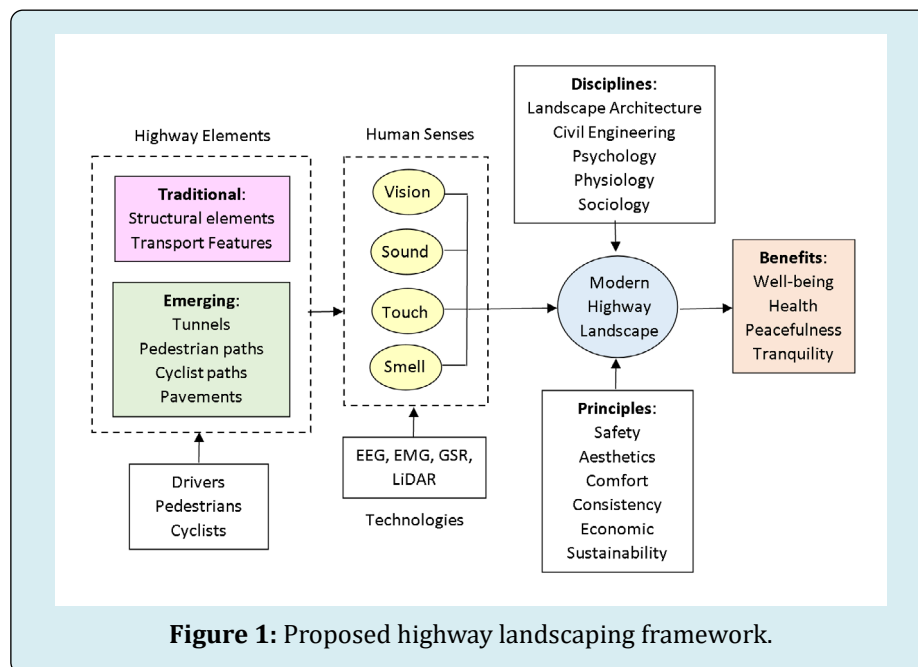 Highway Elements
Traditional:
Structural elements
Transport Features
Emerging:
Tunnels
Pedestrian paths
Cyclist paths
Pavements
Drivers
Pedestrians
Cyclists
Human Senses
Vision
Sound
Touch
Smell
EEG, EMG, GSR,
LiDAR
Technologies
Disciplines:
Landscape Architecture
Civil Engineering
Psychology
Physiology
Sociology
Modern
Highway
Landscape
Principles:
Safety
Aesthetics
Comfort
Consistency
Economic
Sustainability
Benefits:
Well-being
Health
Peacefulness
Tranquility
Figure 1: Proposed highway landscaping framework.